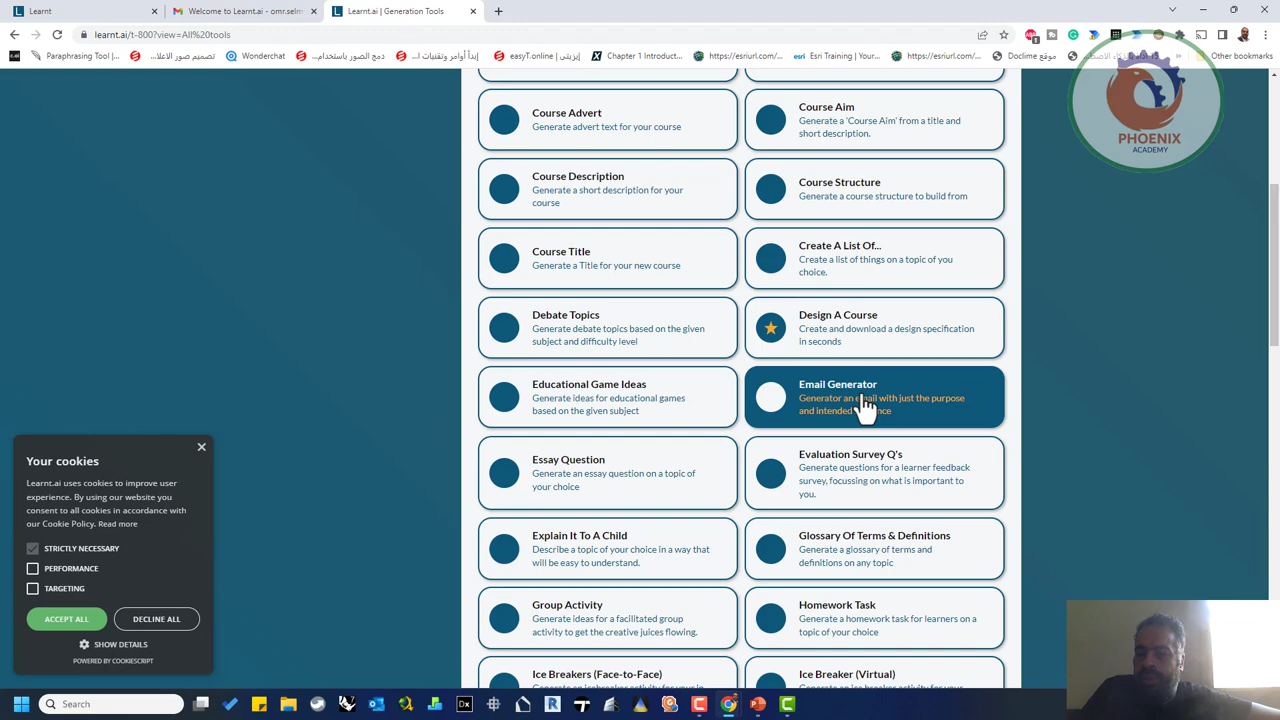 Learnt
Welcome to Learnt.ai - omr.selm
Learnt.ai | Generation Tools
learnt.ai/t-800?view=All%20tools
Paraphrasing Tool |...
Wonderchat
تصميم صور الاعلا...
دمج الصور باستخدام...
إبدأ أوامر وتقنيات ا...
easyT.online | إيزيتي
Chapter 1 Introduct...
https://esriurl.com/...
Esri Training | Your...
https://esriurl.com/...
موقع Doclime
Other bookmarks
PHOENIX
ACADEMY
Course Advert
Generate advert text for your course
Course Aim
Generate a 'Course Aim' from a title and
short description.
Course Description
Generate a short description for your
course
Course Structure
Generate a course structure to build from
Course Title
Generate a Title for your new course
Create A List Of...
Create a list of things on a topic of you
choice.
Debate Topics
Generate debate topics based on the given
subject and difficulty level
Design A Course
Create and download a design specification
in seconds
Educational Game Ideas
Generate ideas for educational games
based on the given subject
Email Generator
Generator an email with just the purpose
and intended
Essay Question
Generate an essay question on a topic of
your choice
Evaluation Survey Q's
Generate questions for a learner feedback
survey, focussing on what is important to
you.
Explain It To A Child
Describe a topic of your choice in a way that
will be easy to understand.
Glossary Of Terms & Definitions
Generate a glossary of terms and
definitions on any topic
Group Activity
Generate ideas for a facilitated group
activity to get the creative juices flowing.
Homework Task
Generate a homework task for learners on a
topic of your choice
Ice Breakers (Face-to-Face)
Ice Breaker (Virtual)
Your cookies
Learnt.ai uses cookies to improve user
experience. By using our website you
consent to all cookies in accordance with
our Cookie Policy. Read more
STRICTLY NECESSARY
PERFORMANCE
TARGETING
ACCEPT ALL
DECLINE ALL
SHOW DETAILS
POWERED BY COOKIESCRIPT
Search